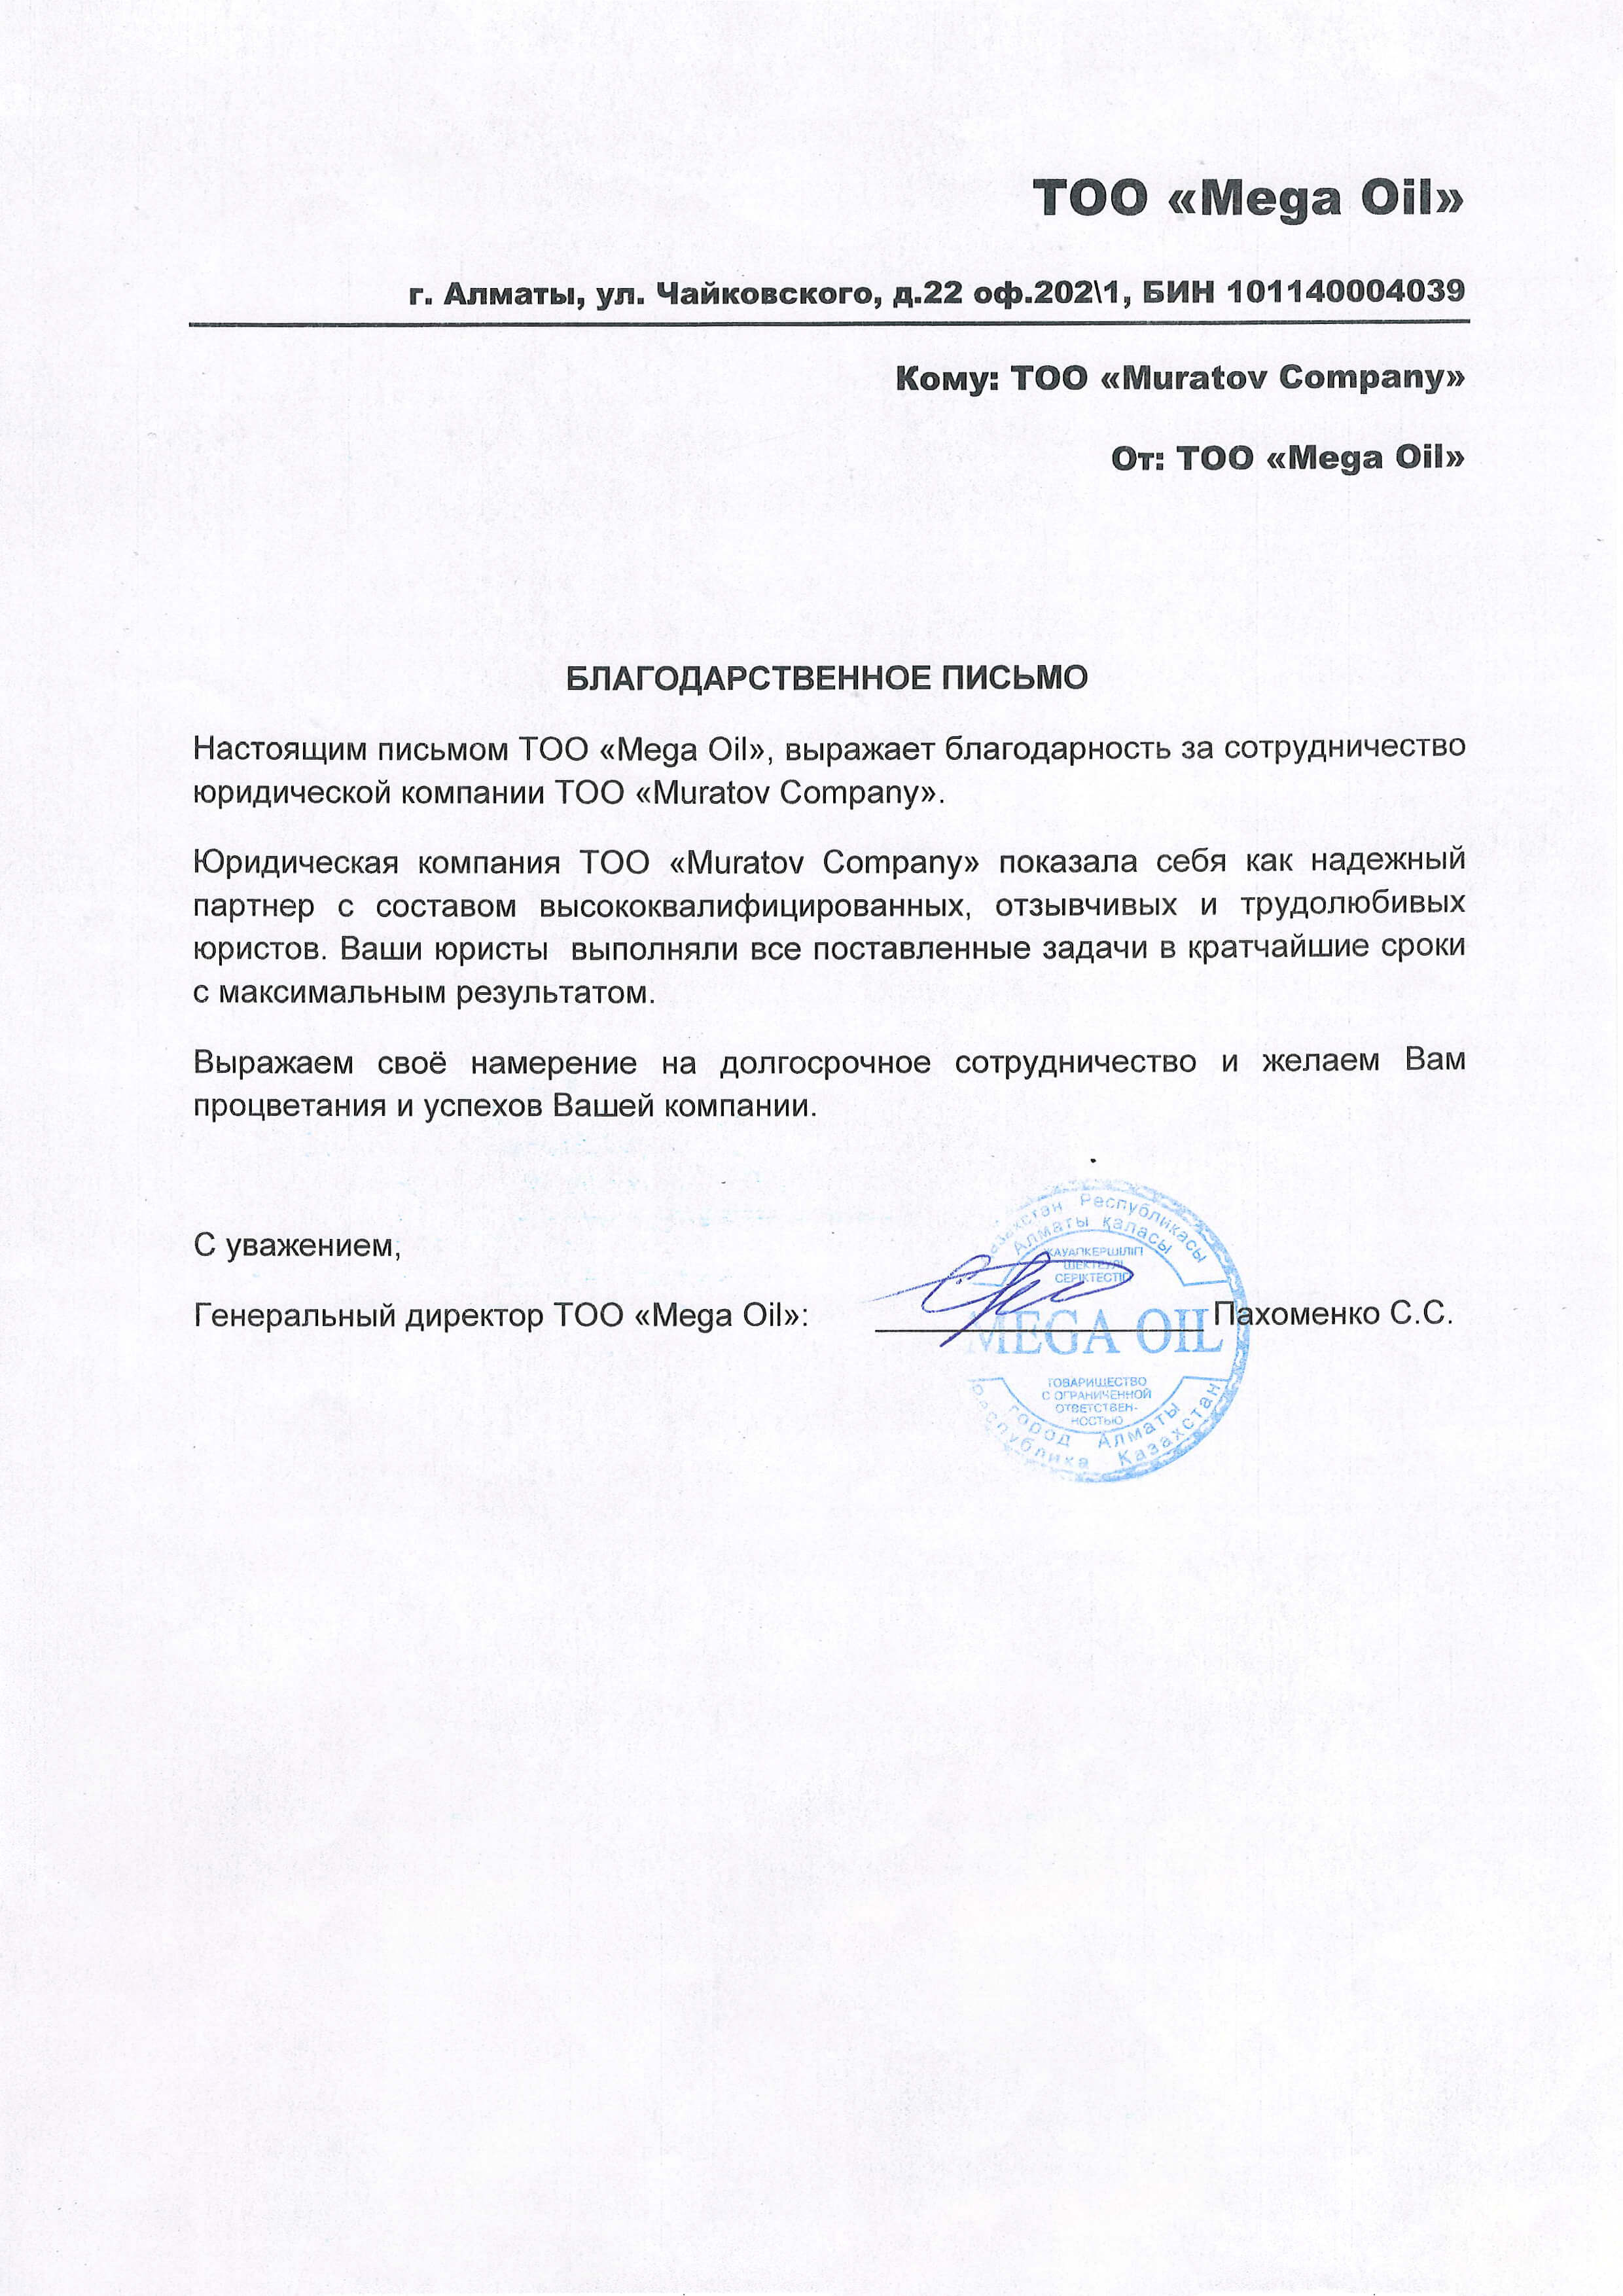 ТОО «Mega Oil»
г. Алматы, ул. Чайковского, д.22 оф.202\1, БИН 101140004039
Кому: ТОО «Muratov Company»
От: ТОО «Mega Oil»
БЛАГОДАРСТВЕННОЕ ПИСЬМО
Настоящим письмом ТОО «Mega Oil», выражает благодарность за сотрудничество
юридической компании ТОО «Muratov Company».
Юридическая компания ТОО «Muratov Company» показала себя как надежный
партнер с составом высококвалифицированных, отзывчивых и трудолюбивых
юристов. Ваши юристы  выполняли все поставленные задачи в кратчайшие сроки
с максимальным результатом.
Выражаем своё намерение на долгосрочное сотрудничество и желаем Вам
процветания и успехов Вашей компании.
С уважением,
Генеральный директор ТОО «Mega Oil»: Пахоменко С.С.
Республикасы
Алматы қаласы
ШЕКТЕУЛІ
СЕРІКТЕСТІГІ
MEGA OIL
ТОВАРИЩЕСТВО
С ОГРАНИЧЕННОЙ
ОТВЕТСТВЕН-
НОСТЬЮ
город Алматы
Республика Казахстан